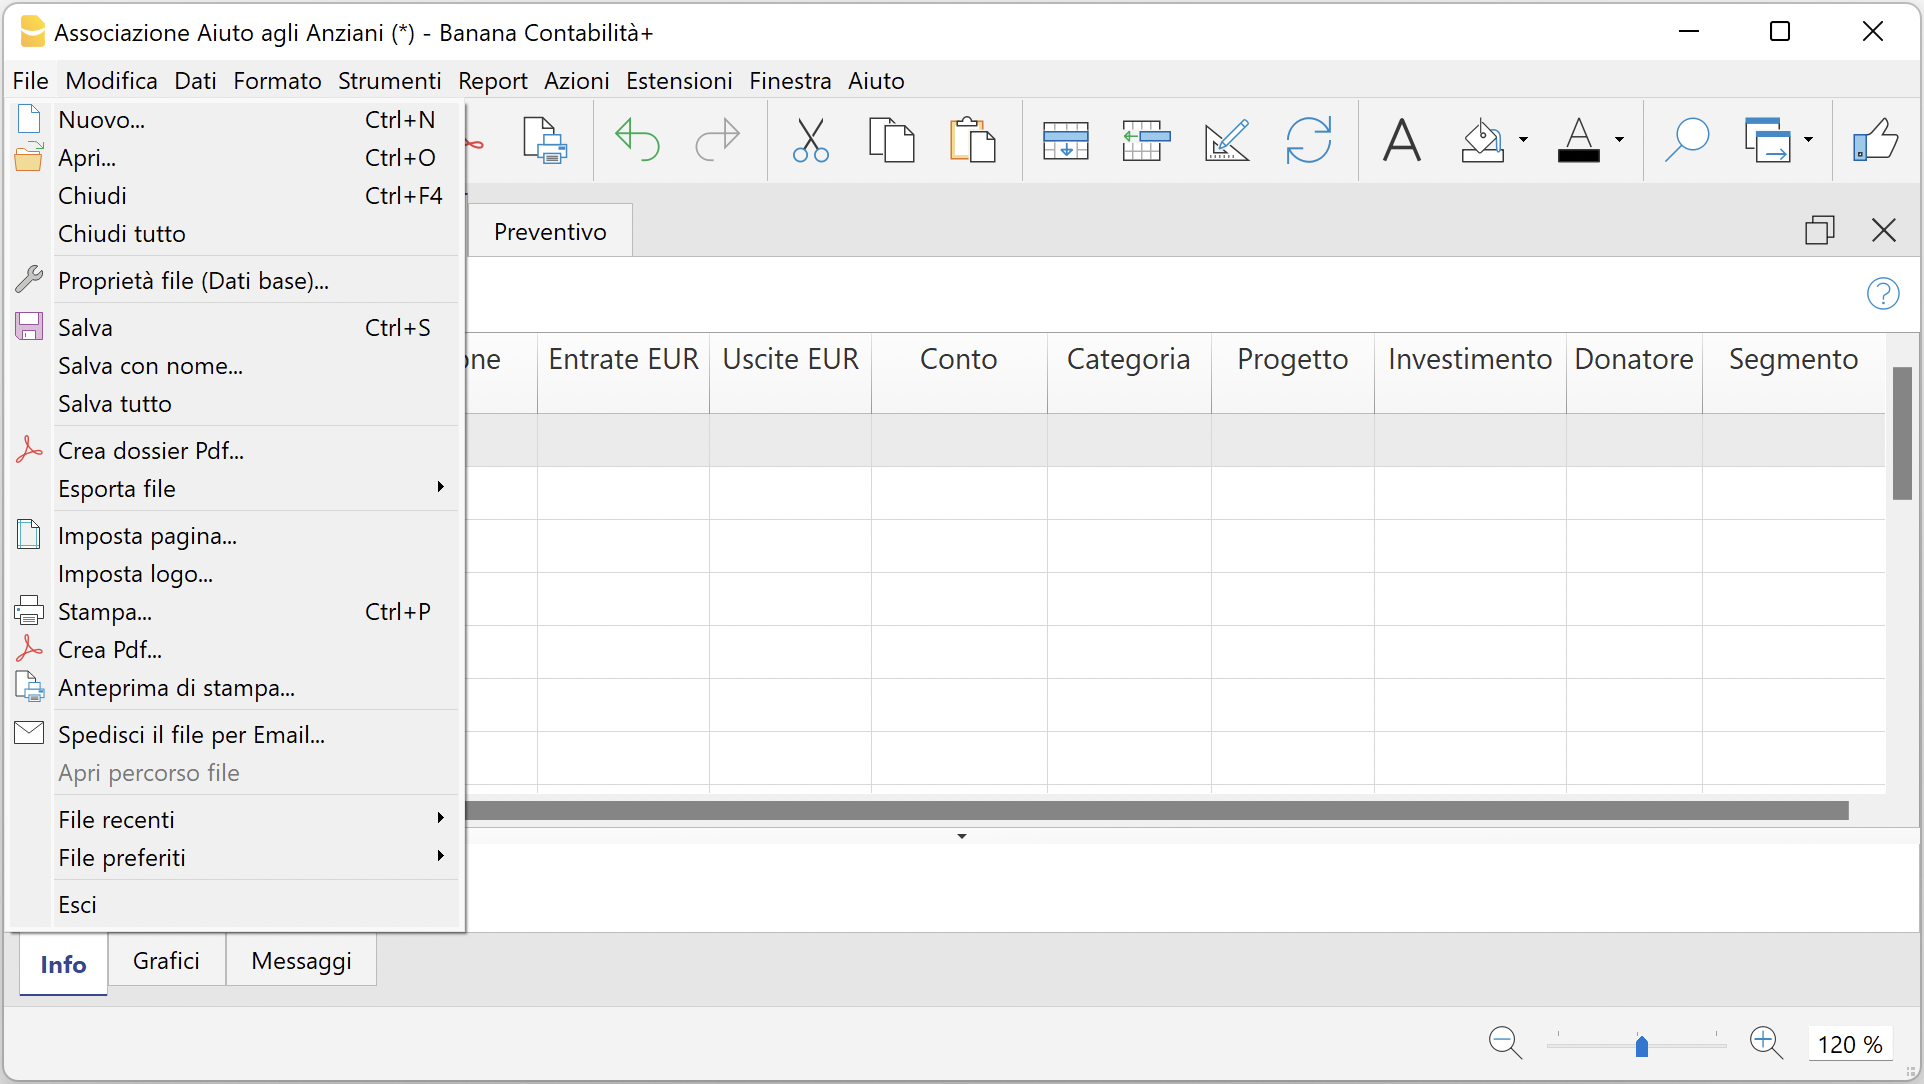 Associazione Aiuto agli Anziani (*) - Banana Contabilità+
File Modifica Dati Formato Strumenti Report Azioni Estensioni Finestra Aiuto
Nuovo... Ctrl+N
Apri... Ctrl+O
Chiudi Ctrl+F4
Chiudi tutto
Proprietà file (Dati base)...
Salva Ctrl+S
Salva con nome...
Salva tutto
Crea dossier Pdf...
Esporta file
Imposta pagina...
Imposta logo...
Stampa... Ctrl+P
Crea Pdf...
Anteprima di stampa...
Spedisci il file per Email...
Apri percorso file
File recenti
File preferiti
Esci
Preventivo
Entrate EUR Uscite EUR Conto Categoria Progetto Investimento Donatore Segmento
Info Grafici Messaggi
120 %